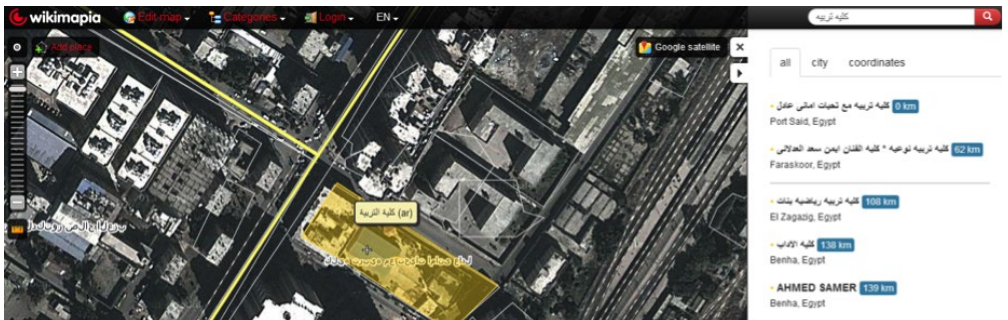 wikimapia Edit map Categories Login EN كليه تربيه
Add place
Google satellite
all city coordinates
كليه تربيه مع تحيات امانى عادل 0 km
Port Said, Egypt
كليه تربيه نوعيه * كليه الفنان ايمن سعد العدلانى 62 km
Faraskoor, Egypt
كليه تربيه رياضيه بنات 108 km
El Zagazig, Egypt
كليه الاداب 138 km
Benha, Egypt
AHMED SAMER 139 km
Benha, Egypt
كلية التربية (ar)